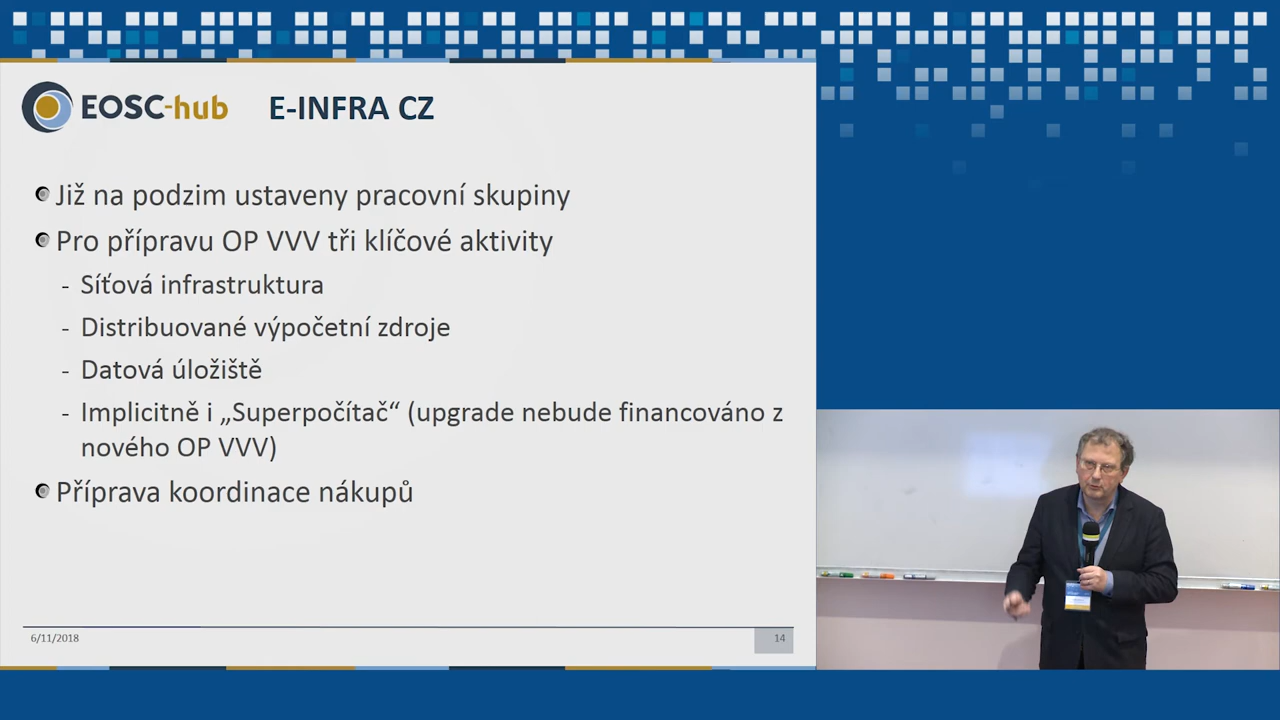 EOSC-hub E-INFRA CZ
Již na podzim ustaveny pracovní skupiny
Pro přípravu OP VVV tři klíčové aktivity
- Síťová infrastruktura
- Distribuované výpočetní zdroje
- Datová úložiště
- Implicitně i „Superpočítač“ (upgrade nebude financováno z
nového OP VVV)
Příprava koordinace nákupů
6/11/2018
14